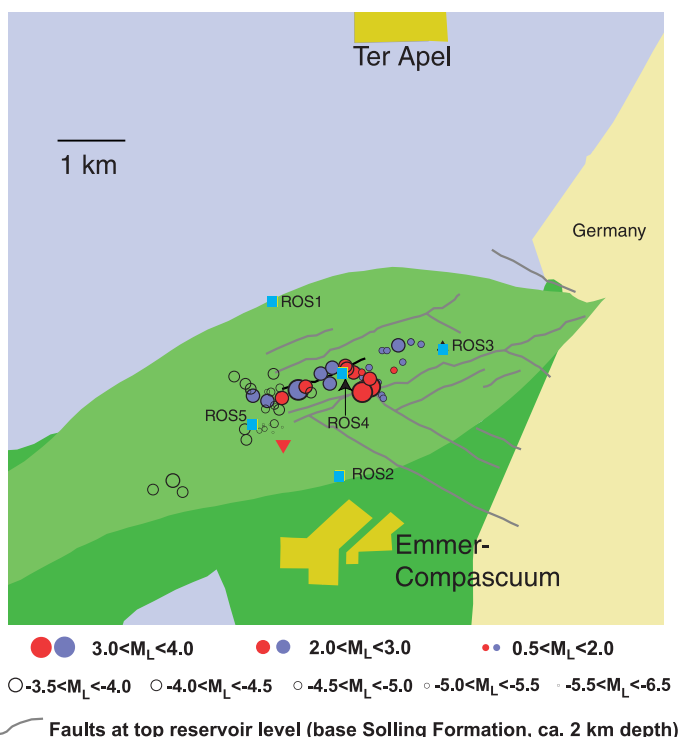 Ter Apel
1 km
Germany
ROS1
ROS3
ROS5
ROS4
ROS2
Emmer-
Compascuum
3.0<ML<4.0 2.0<ML<3.0 0.5<ML<2.0
-3.5<ML<-4.0 -4.0<ML<-4.5 -4.5<ML<-5.0 -5.0<ML<-5.5 -5.5<ML<-6.5
Faults at top reservoir level (base Solling Formation, ca. 2 km depth)